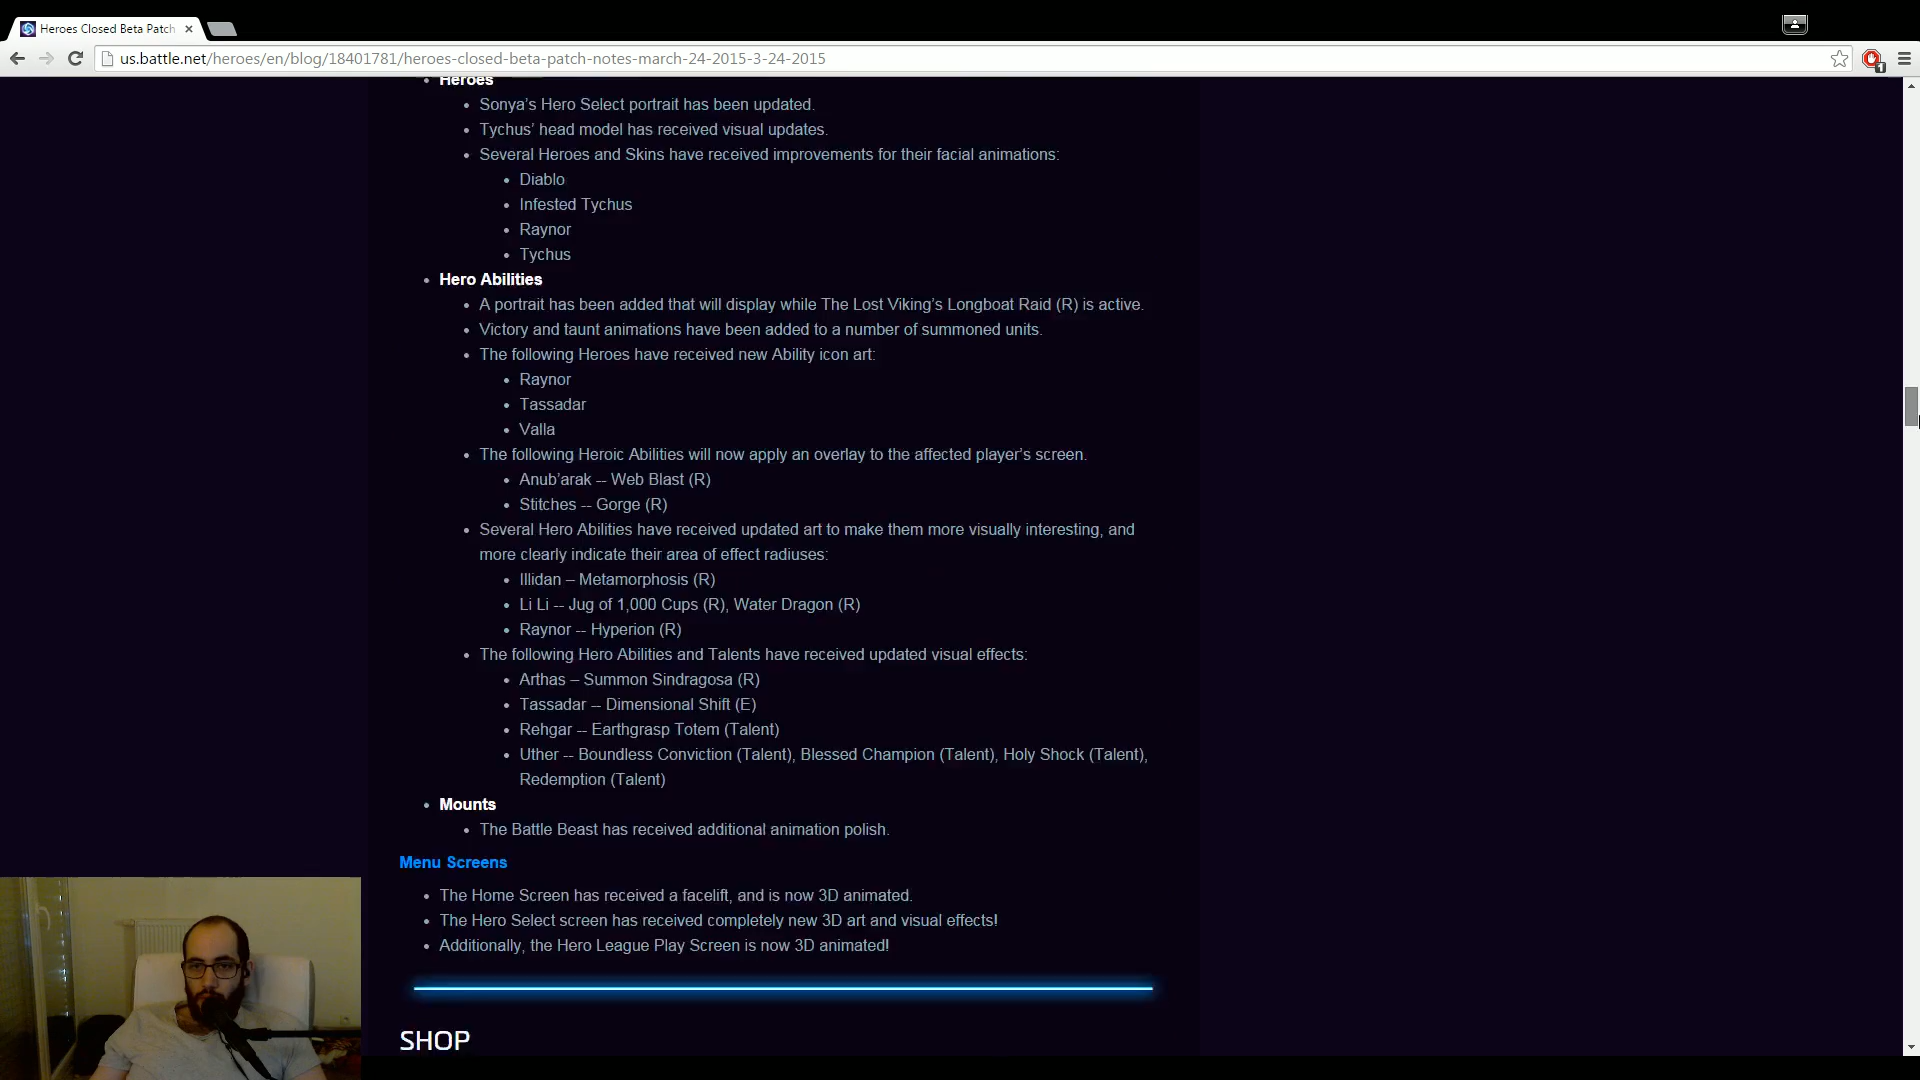 Heroes Closed Beta Patch
us.battle.net/heroes/en/blog/18401781/heroes-closed-beta-patch-notes-march-24-2015-3-24-2015
1
Heroes
Sonya’s Hero Select portrait has been updated.
Tychus’ head model has received visual updates.
Several Heroes and Skins have received improvements for their facial animations:
Diablo
Infested Tychus
Raynor
Tychus
Hero Abilities
A portrait has been added that will display while The Lost Viking’s Longboat Raid (R) is active.
Victory and taunt animations have been added to a number of summoned units.
The following Heroes have received new Ability icon art:
Raynor
Tassadar
Valla
The following Heroic Abilities will now apply an overlay to the affected player’s screen.
Anub’arak -- Web Blast (R)
Stitches -- Gorge (R)
Several Hero Abilities have received updated art to make them more visually interesting, and
more clearly indicate their area of effect radiuses:
Illidan – Metamorphosis (R)
Li Li -- Jug of 1,000 Cups (R), Water Dragon (R)
Raynor -- Hyperion (R)
The following Hero Abilities and Talents have received updated visual effects:
Arthas – Summon Sindragosa (R)
Tassadar -- Dimensional Shift (E)
Rehgar -- Earthgrasp Totem (Talent)
Uther -- Boundless Conviction (Talent), Blessed Champion (Talent), Holy Shock (Talent),
Redemption (Talent)
Mounts
The Battle Beast has received additional animation polish.
Menu Screens
The Home Screen has received a facelift, and is now 3D animated.
The Hero Select screen has received completely new 3D art and visual effects!
Additionally, the Hero League Play Screen is now 3D animated!
SHOP